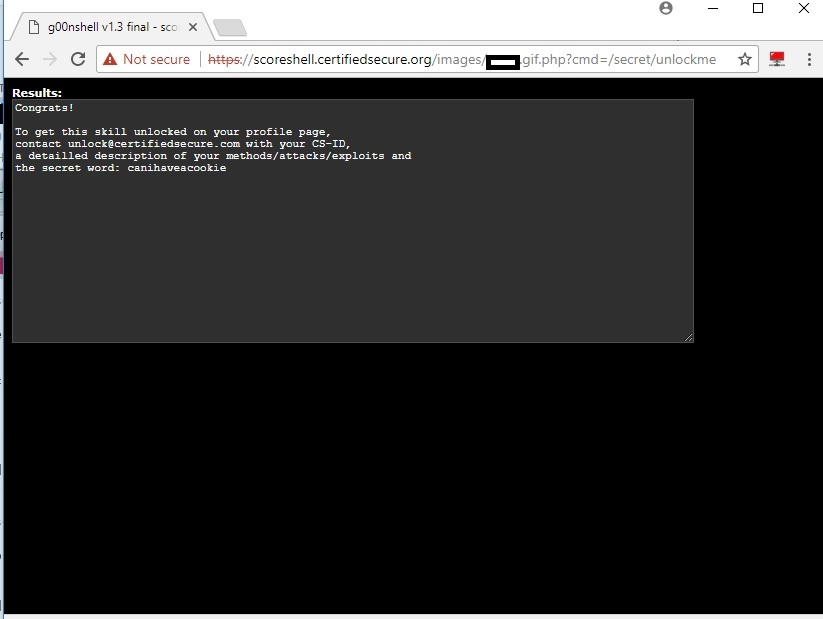 g00nshell v1.3 final - sco
Not secure https://scoreshell.certifiedsecure.org/images/ .gif.php?cmd=/secret/unlockme
Results:
Congrats!
To get this skill unlocked on your profile page,
contact unlock@certifiedsecure.com with your CS-ID,
a detailled description of your methods/attacks/exploits and
the secret word: canihaveacookie